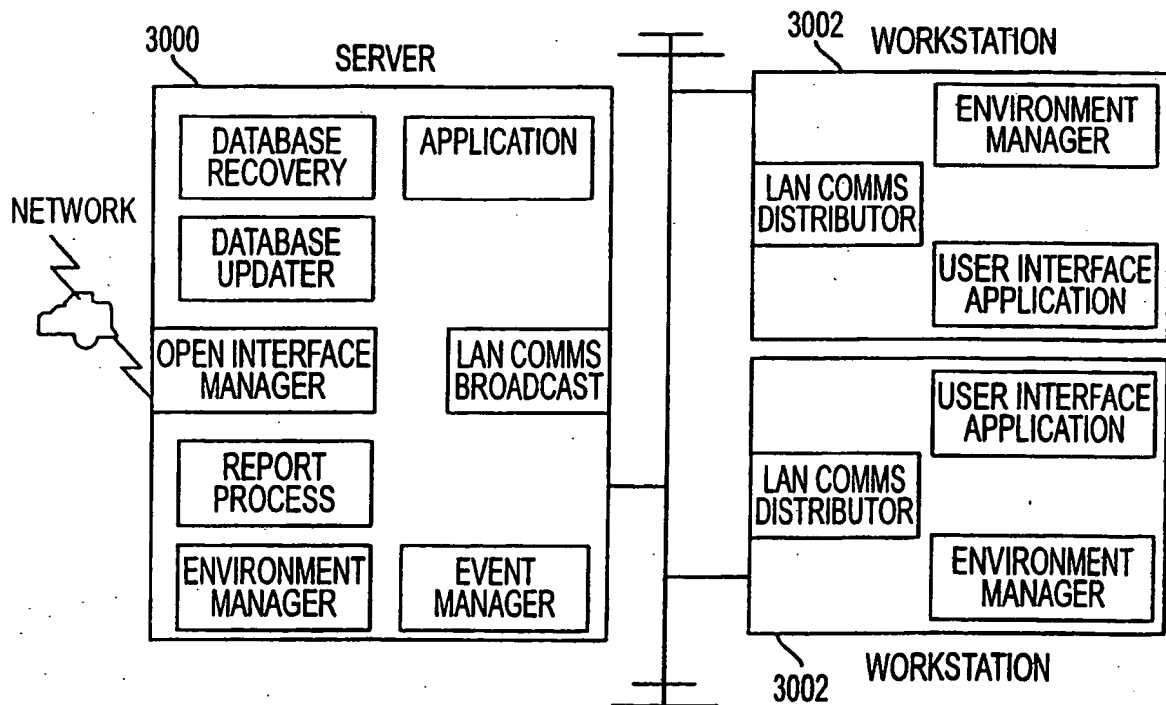 3000
SERVER
DATABASE
RECOVERY
APPLICATION
NETWORK
DATABASE
UPDATER
OPEN INTERFACE
MANAGER
LAN COMMS
BROADCAST
REPORT
PROCESS
ENVIRONMENT
MANAGER
EVENT
MANAGER
3002
WORKSTATION
ENVIRONMENT
MANAGER
LAN COMMS
DISTRIBUTOR
USER INTERFACE
APPLICATION
USER INTERFACE
APPLICATION
LAN COMMS
DISTRIBUTOR
ENVIRONMENT
MANAGER
3002
WORKSTATION